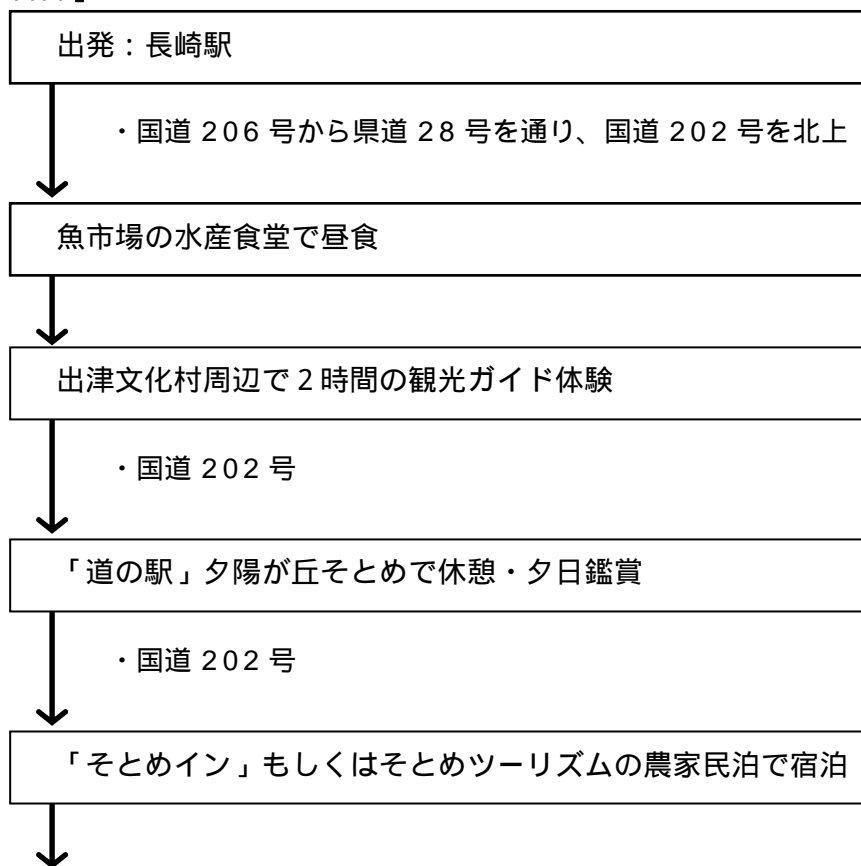 出発：長崎駅
・国道 206 号から県道 28 号を通り、国道 202 号を北上
魚市場の水産食堂で昼食
出津文化村周辺で２時間の観光ガイド体験
・国道 202 号
「道の駅」夕陽が丘そとめで休憩・夕日鑑賞
・国道 202 号
「そとめイン」もしくはそとめツーリズムの農家民泊で宿泊